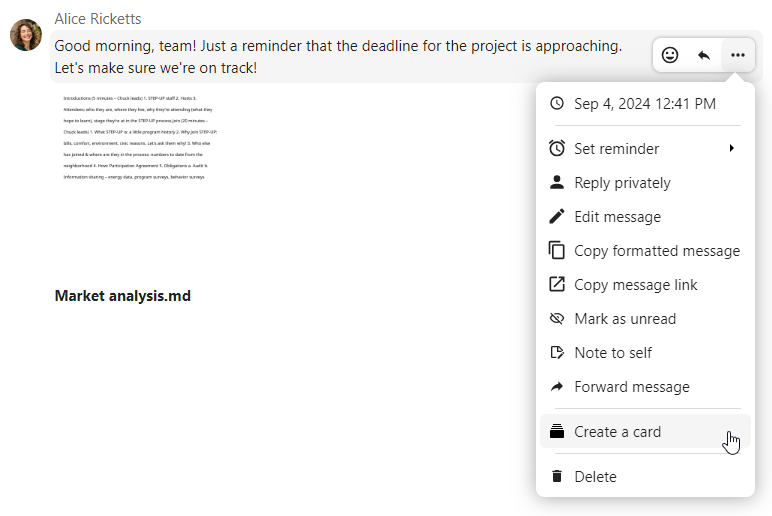 Alice Ricketts
Good morning, team! Just a reminder that the deadline for the project is approaching.
Let's make sure we're on track!
Introductions (5 minutes – Chuck leads) 1. STEP-UP staff 2. Hosts 3.
Attendees: who they are, where they live, why they're attending (what they
hope to learn), stage they're at in the STEP-UP process Join (20 minutes –
Chuck leads) 1. What STEP-UP is: a little program history 2. Why join STEP-UP:
bills, comfort, environment, civic reasons. Let's ask them why! 3. Who else
has joined & where are they in the process: numbers to date from the
neighborhood 4. How: Participation Agreement 5. Obligations a. Audit b.
Information sharing – energy data, program surveys, behavior surveys
Market analysis.md
Sep 4, 2024 12:41 PM
Set reminder
Reply privately
Edit message
Copy formatted message
Copy message link
Mark as unread
Note to self
Forward message
Create a card
Delete